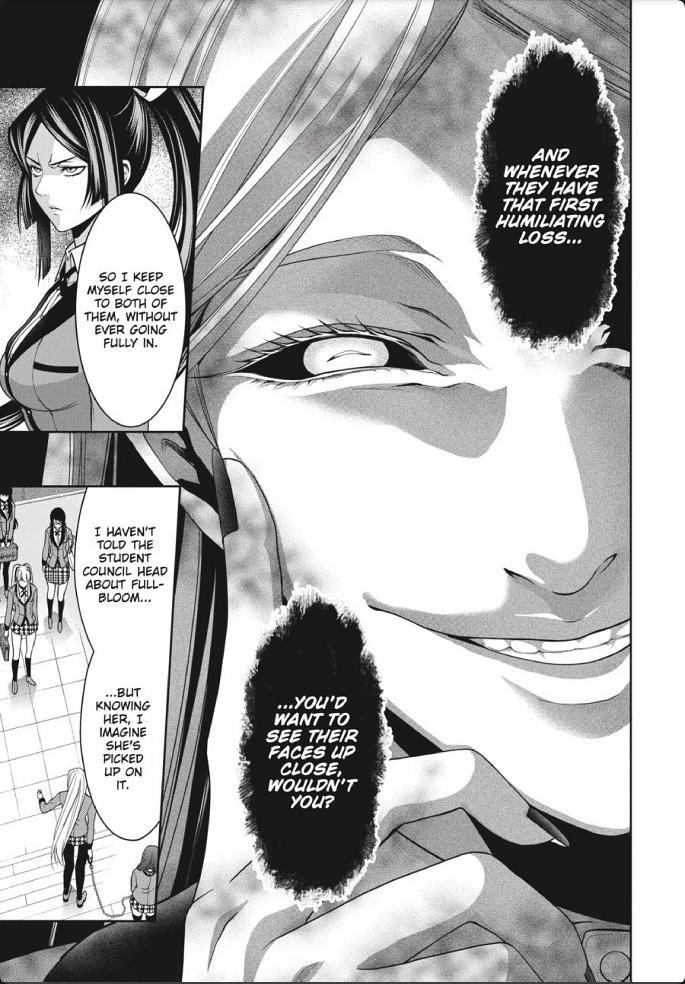 AND
WHENEVER
THEY HAVE
THAT FIRST
HUMILIATING
LOSS...
...YOU'D
WANT TO
SEE THEIR
FACES UP
CLOSE,
WOULDN'T
YOU?
SO I KEEP
MYSELF CLOSE
TO BOTH OF
THEM, WITHOUT
EVER GOING
FULLY IN.
I HAVEN'T
TOLD THE
STUDENT
COUNCIL HEAD
ABOUT FULL-
BLOOM...
...BUT
KNOWING
HER, I
IMAGINE
SHE'S
PICKED
UP ON
IT.